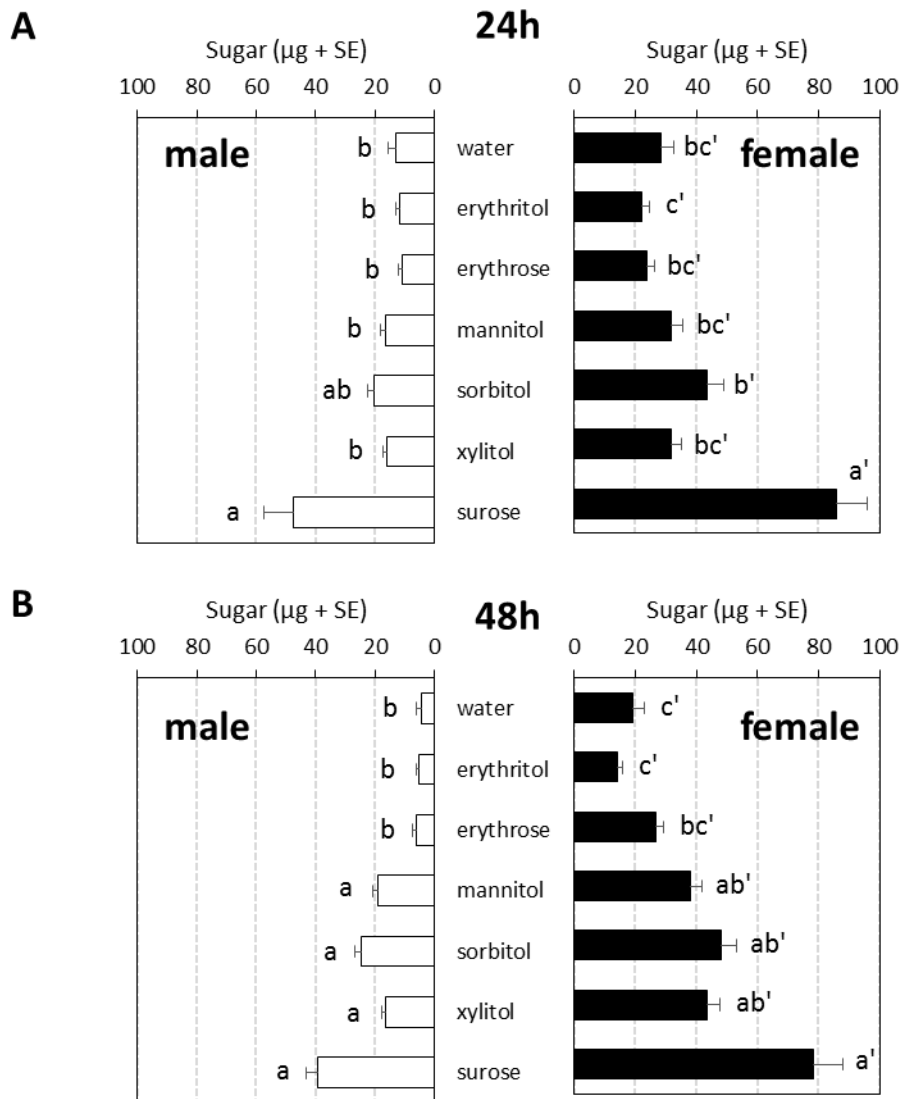 A
24h
Sugar (µg + SE)
Sugar (µg + SE)
100 80 60 40 20 0
0 20 40 60 80 100
male
female
b water bc'
b erythritol c'
b erythrose bc'
b mannitol bc'
ab sorbitol b'
b xylitol bc'
a surose a'
B
48h
Sugar (µg + SE)
Sugar (µg + SE)
100 80 60 40 20 0
0 20 40 60 80 100
male
female
b water c'
b erythritol c'
b erythrose bc'
a mannitol ab'
a sorbitol ab'
a xylitol ab'
a surose a'